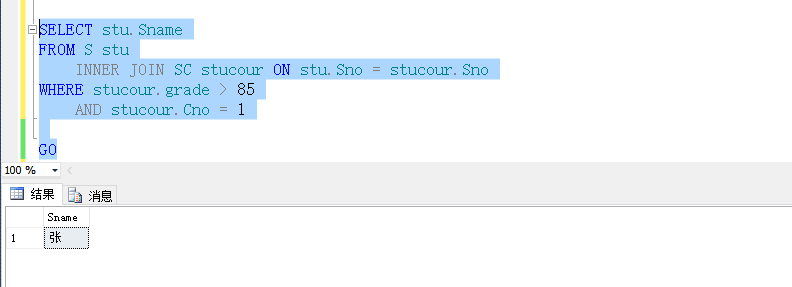 SELECT stu.Sname
FROM S stu
INNER JOIN SC stucour ON stu.Sno = stucour.Sno
WHERE stucour.grade > 85
AND stucour.Cno = 1
GO
100 %
结果 消息
Sname
1 张